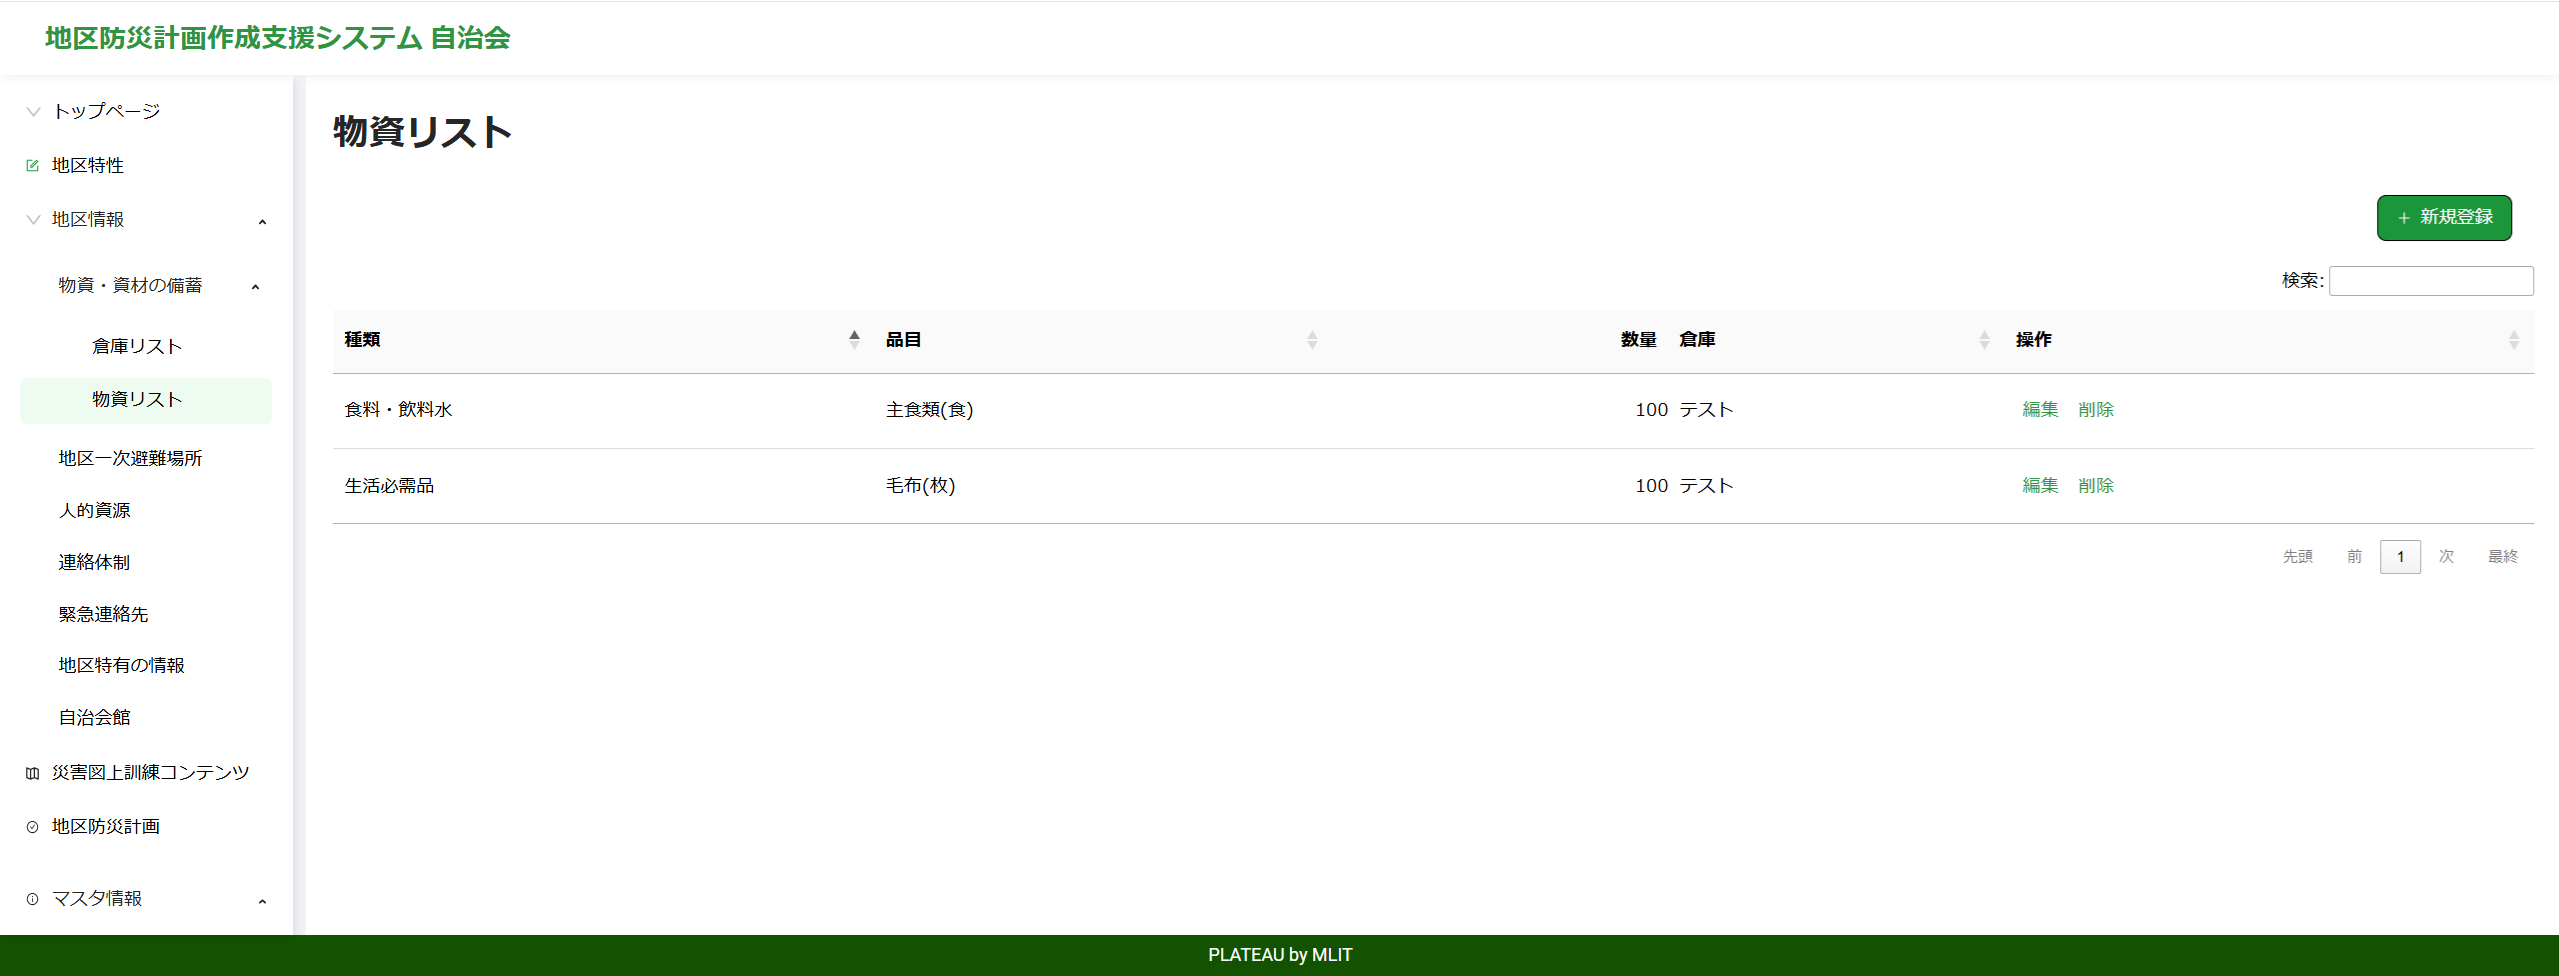 地区防災計画作成支援システム 自治会
トップページ
地区特性
地区情報
物資・資材の備蓄
倉庫リスト
物資リスト
地区一次避難場所
人的資源
連絡体制
緊急連絡先
地区特有の情報
自治会館
災害図上訓練コンテンツ
地区防災計画
マスタ情報
物資リスト
+ 新規登録
検索:
種類 品目 数量 倉庫 操作
食料・飲料水 主食類(食) 100 テスト 編集 削除
生活必需品 毛布(枚) 100 テスト 編集 削除
先頭 前 1 次 最終
PLATEAU by MLIT